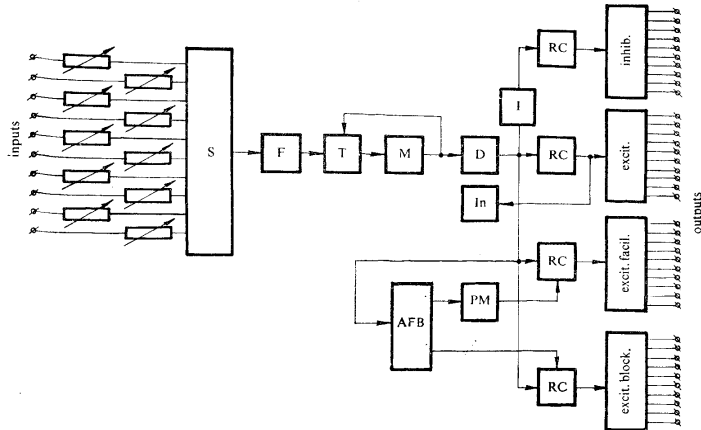 inputs
S
F
T
M
D
I
In
RC
RC
RC
RC
AFB
PM
inhib.
excit.
excit. facil.
excit. block.
outputs